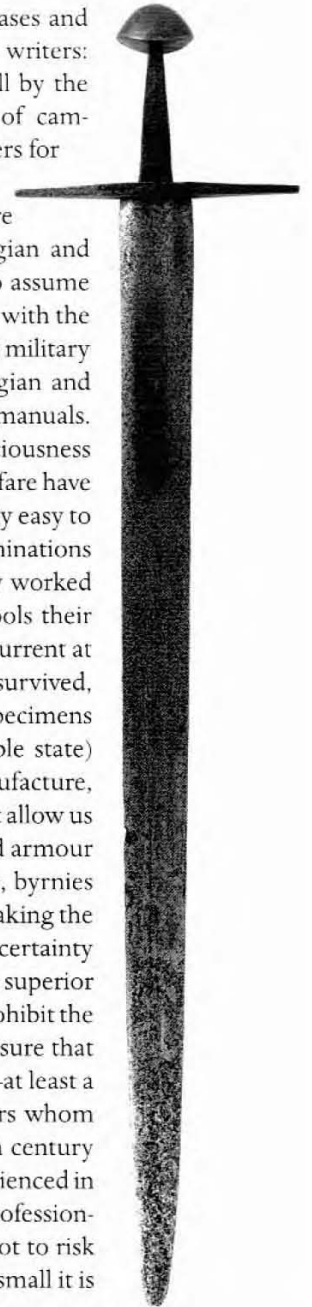 ases and
writers:
ll by the
of cam-
ers for
re
gian and
o assume
with the
military
gian and
manuals.
ciousness
fare have
y easy to
ninations
worked
ools their
urrent at
survived,
pecimens
ble state)
ufacture,
t allow us
d armour
, byrnies
aking the
certainty
superior
ohibit the
sure that
at least a
rs whom
century
ienced in
ofession-
ot to risk
small it is